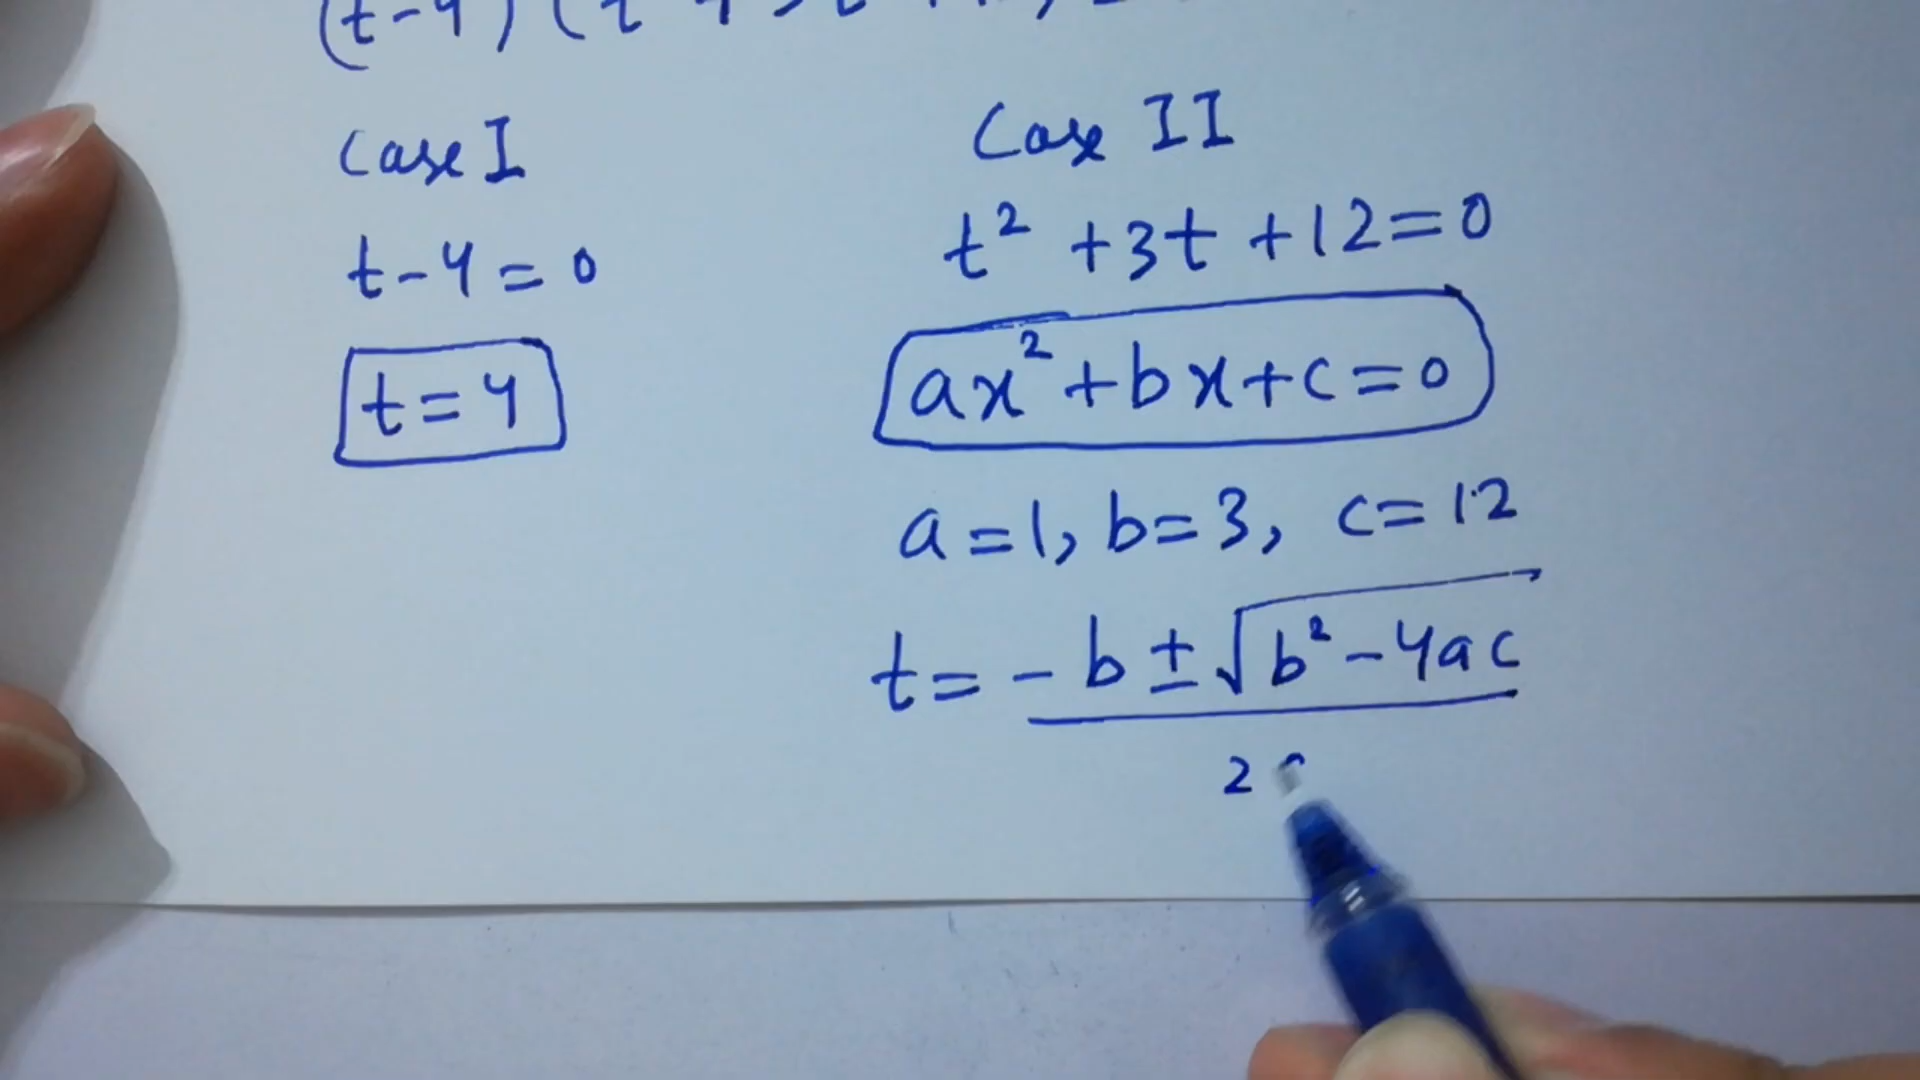 (t-4)(t
Case I
t-4=0
t=4
Case II
t² +3t +12=0
ax²+bx+c=0
a=1, b=3, c=12
t= -b ± √b²-4ac
2